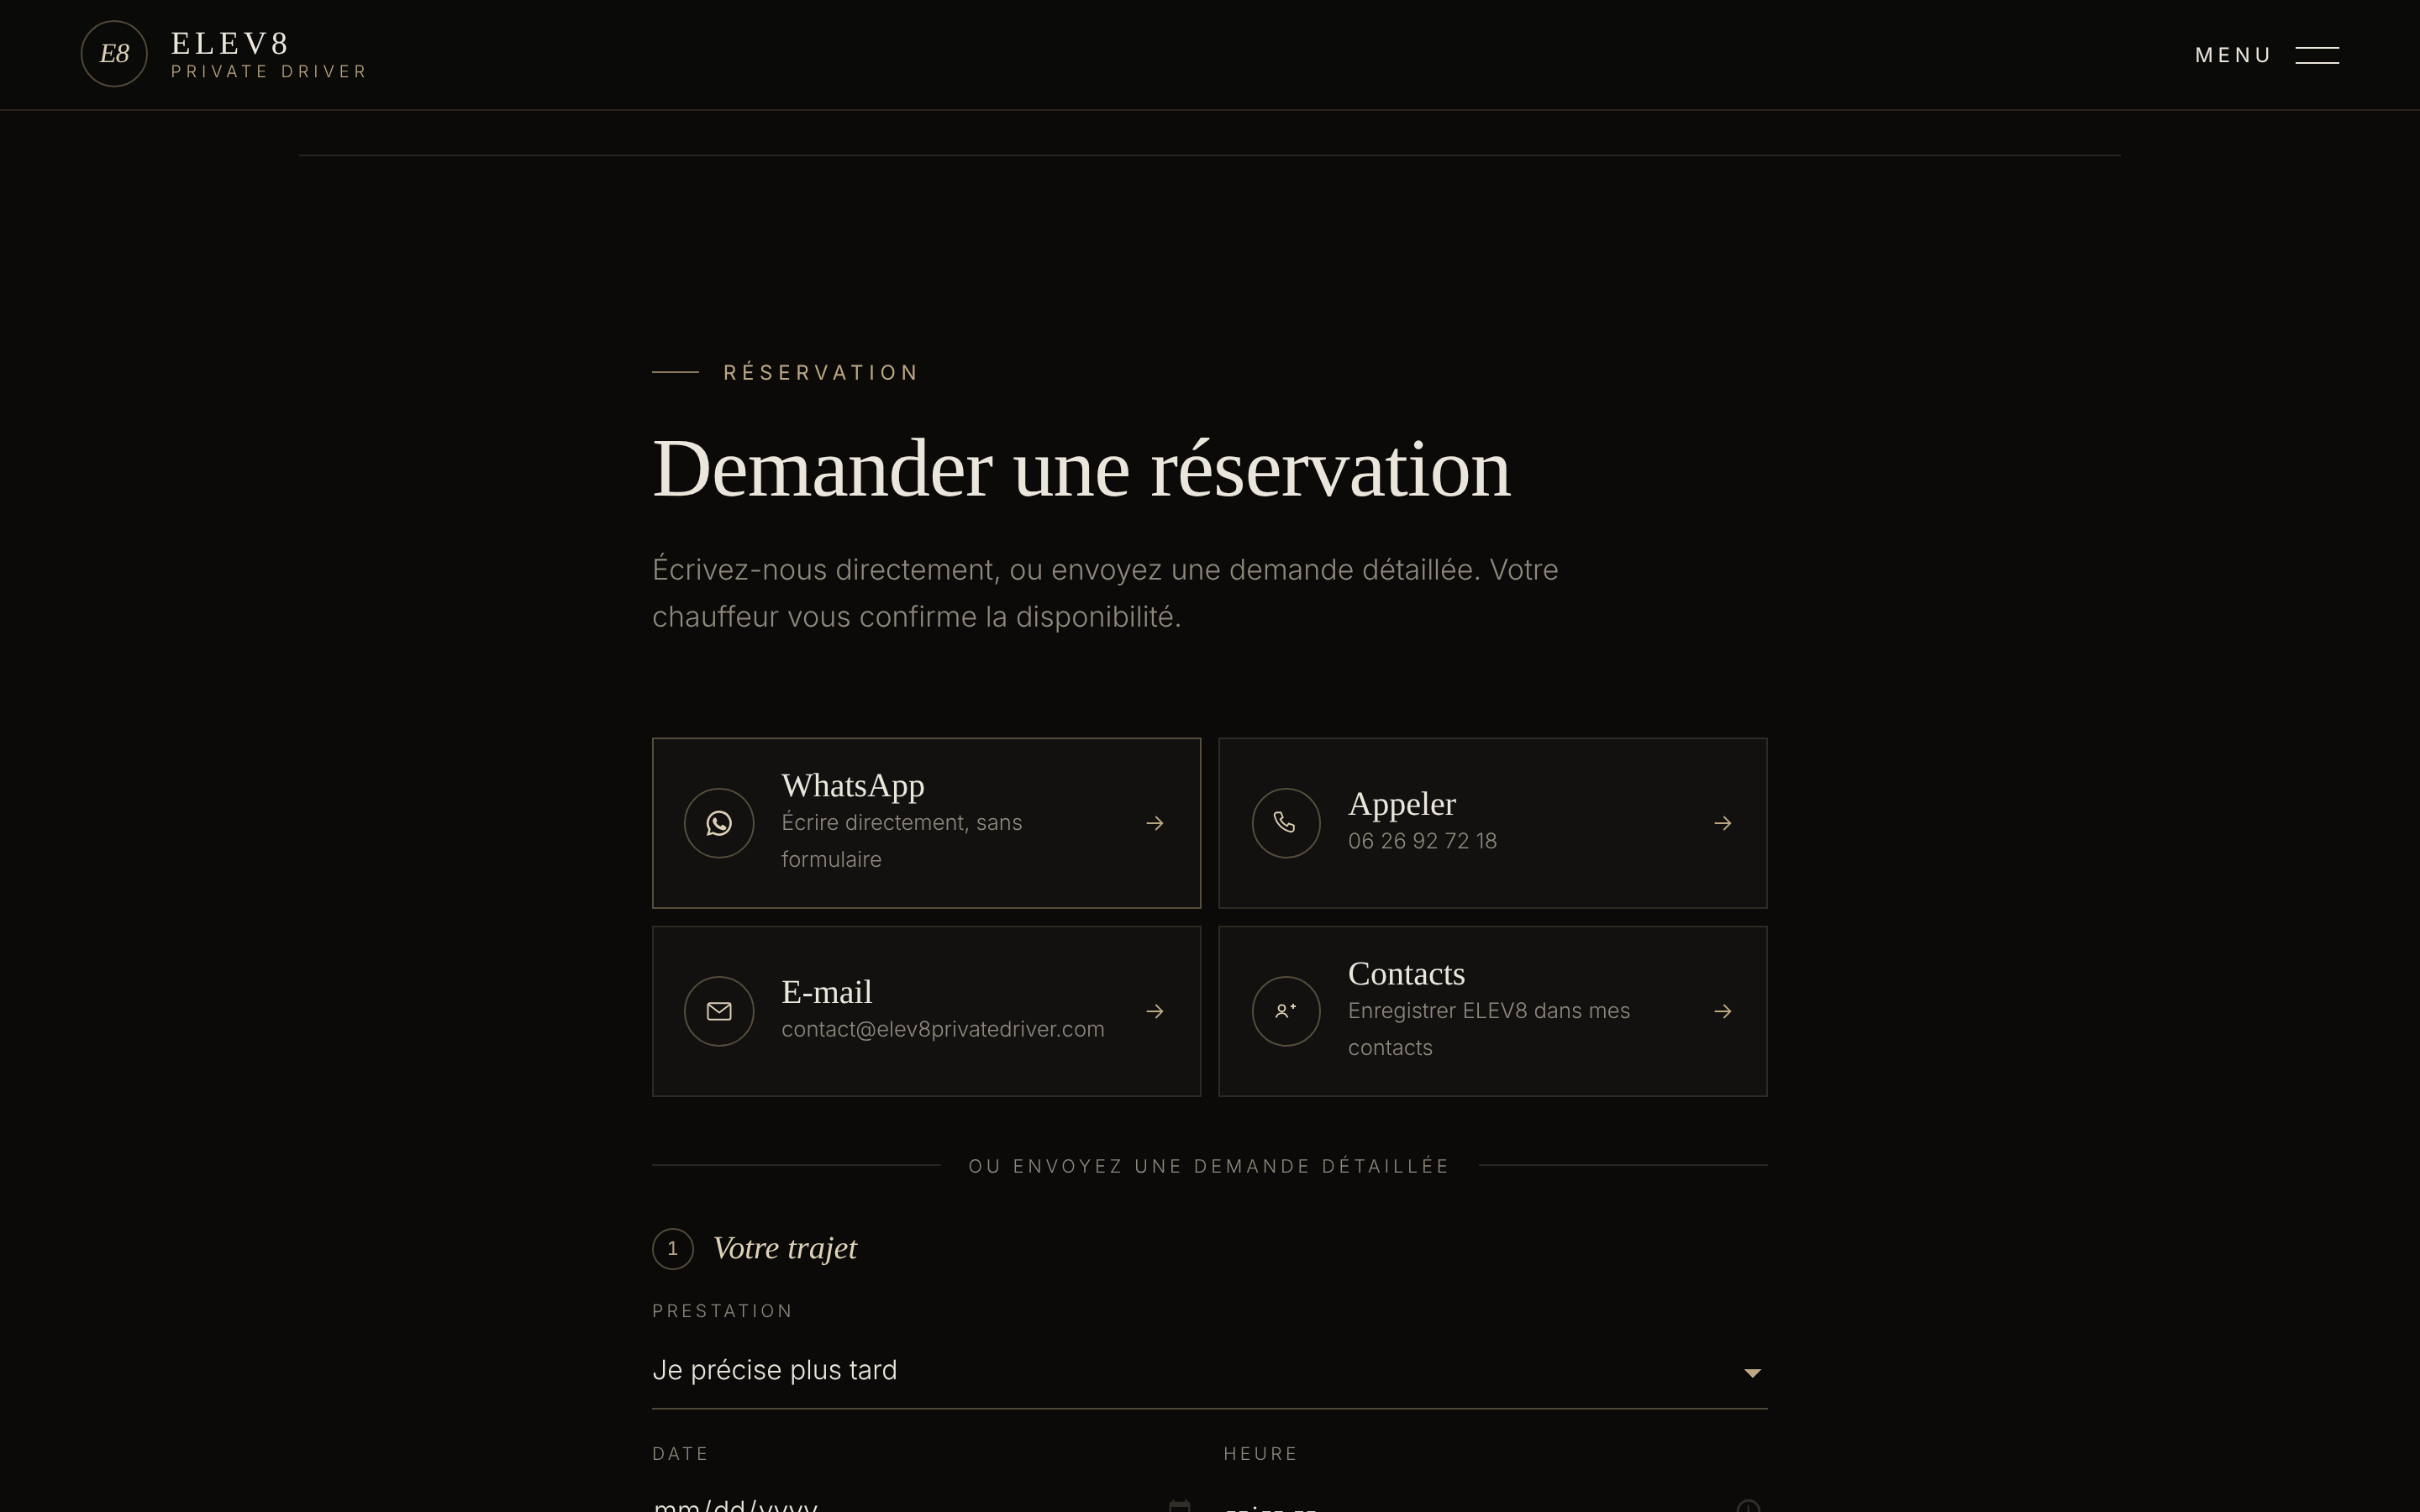 E8
ELEV8
PRIVATE DRIVER
MENU
RÉSERVATION
Demander une réservation
Écrivez-nous directement, ou envoyez une demande détaillée. Votre
chauffeur vous confirme la disponibilité.
WhatsApp
Écrire directement, sans
formulaire
Appeler
06 26 92 72 18
E-mail
contact@elev8privatedriver.com
Contacts
Enregistrer ELEV8 dans mes
contacts
OU ENVOYEZ UNE DEMANDE DÉTAILLÉE
1 Votre trajet
PRESTATION
Je précise plus tard
DATE
HEURE
mm/dd/yyyy
--:-- --